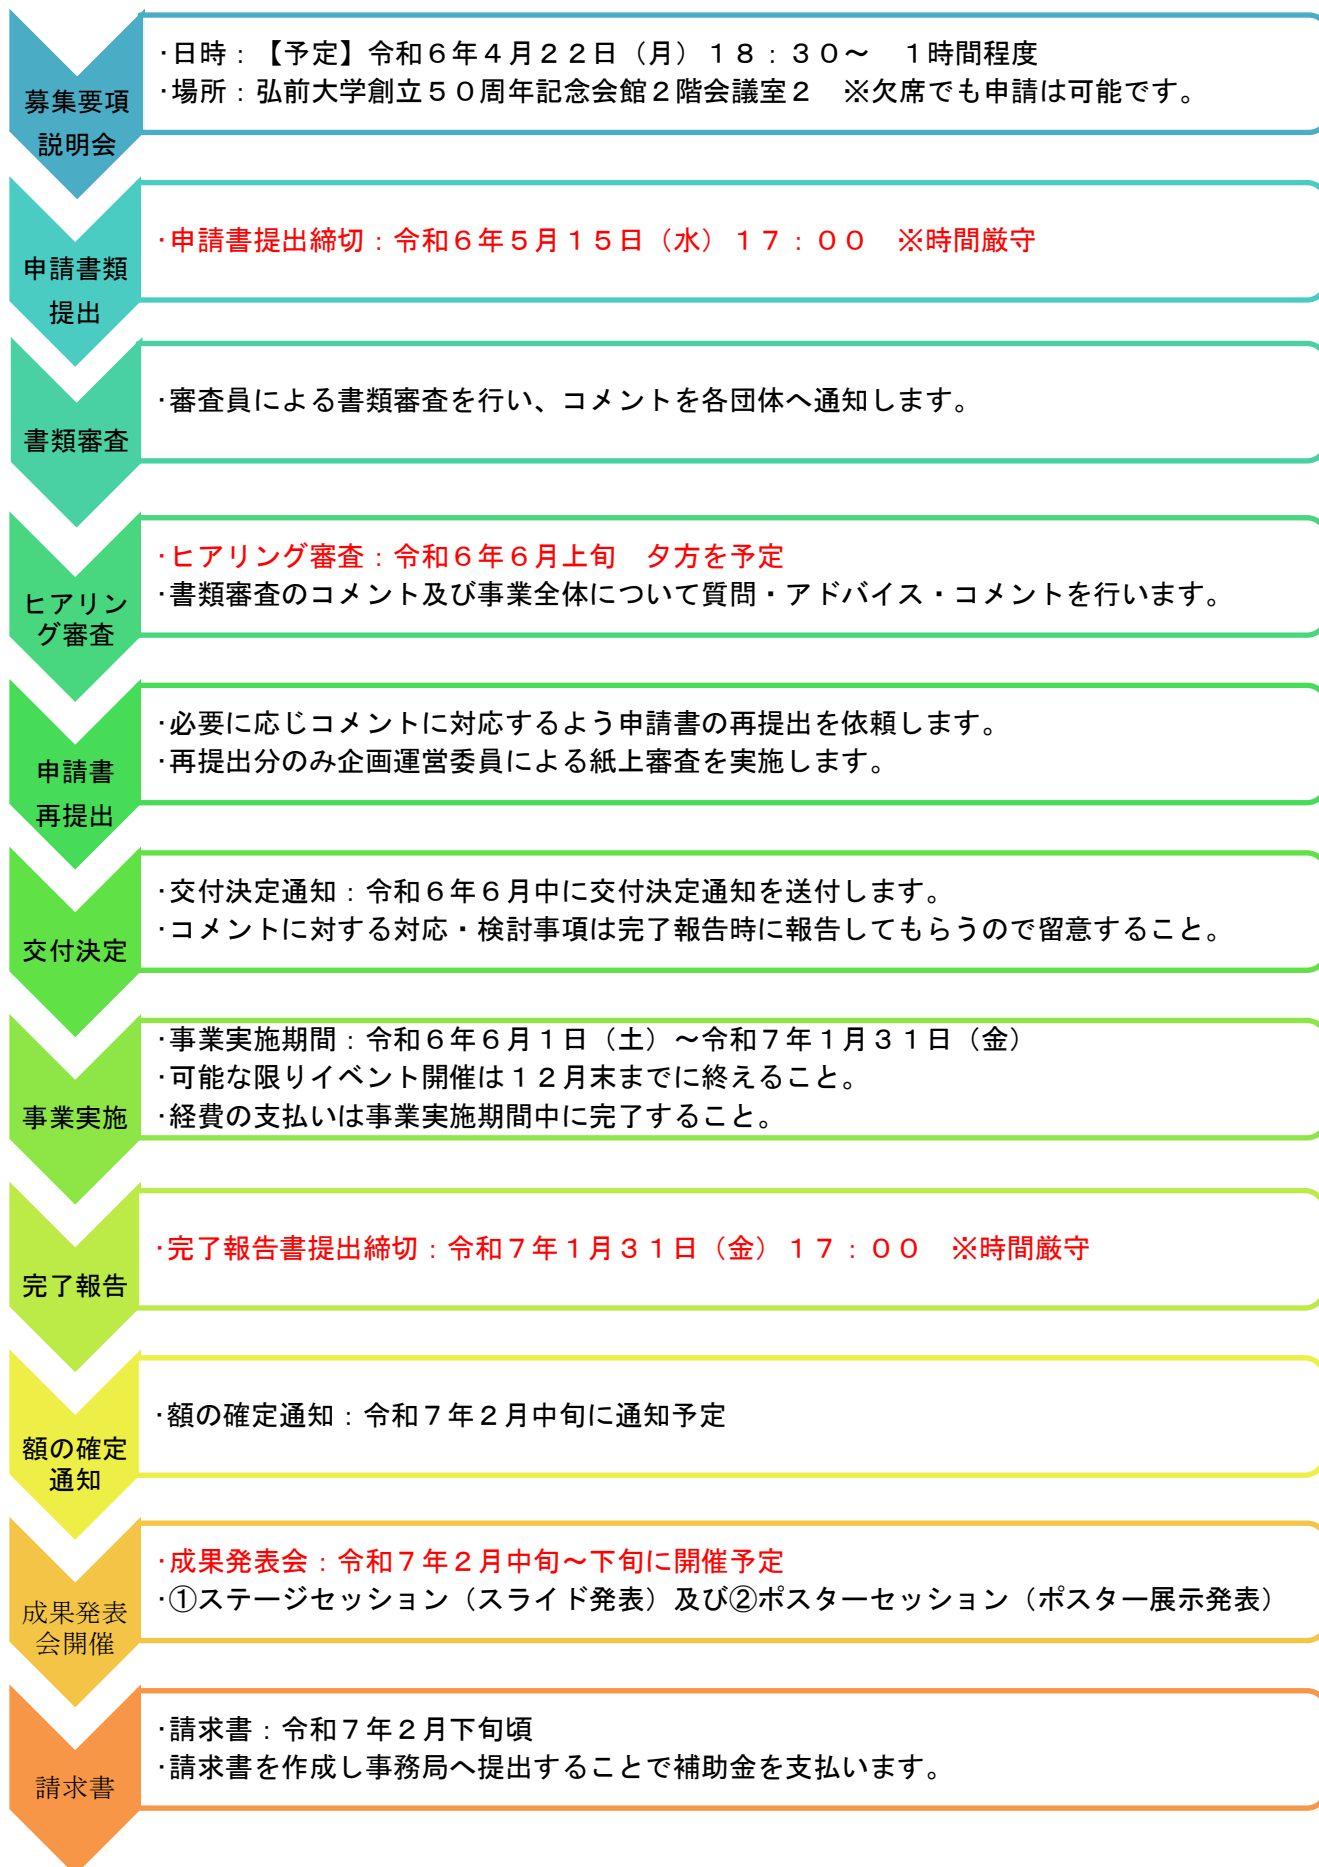 募集要項
説明会
·日時：【予定】令和６年４月２２日（月）１８：３０～　１時間程度
·場所：弘前大学創立５０周年記念会館２階会議室２　※欠席でも申請は可能です。
申請書類
提出
·申請書提出締切：令和６年５月１５日（水）１７：００　※時間厳守
書類審査
·審査員による書類審査を行い、コメントを各団体へ通知します。
ヒアリン
グ審査
·ヒアリング審査：令和６年６月上旬　夕方を予定
·書類審査のコメント及び事業全体について質問・アドバイス・コメントを行います。
申請書
再提出
·必要に応じコメントに対応するよう申請書の再提出を依頼します。
·再提出分のみ企画運営委員による紙上審査を実施します。
交付決定
·交付決定通知：令和６年６月中に交付決定通知を送付します。
·コメントに対する対応・検討事項は完了報告時に報告してもらうので留意すること。
事業実施
·事業実施期間：令和６年６月１日（土）～令和７年１月３１日（金）
·可能な限りイベント開催は１２月末までに終えること。
·経費の支払いは事業実施期間中に完了すること。
完了報告
·完了報告書提出締切：令和７年１月３１日（金）１７：００　※時間厳守
額の確定
通知
·額の確定通知：令和７年２月中旬に通知予定
成果発表
会開催
·成果発表会：令和７年２月中旬～下旬に開催予定
·①ステージセッション（スライド発表）及び②ポスターセッション（ポスター展示発表）
請求書
·請求書：令和７年２月下旬頃
·請求書を作成し事務局へ提出することで補助金を支払います。